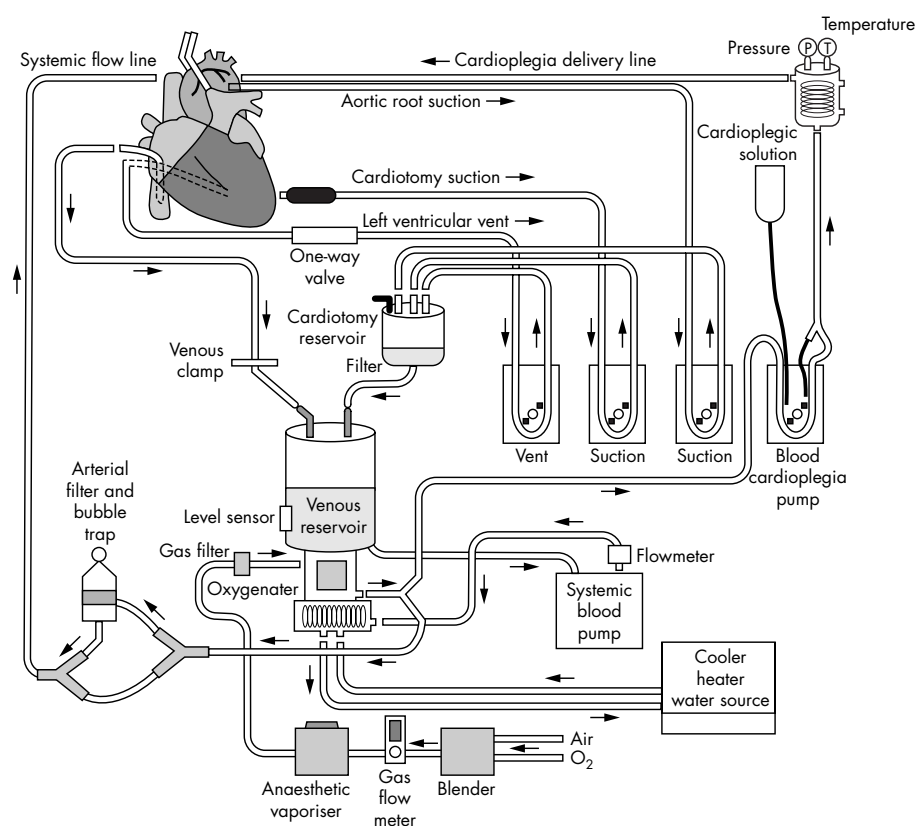 Temperature
Pressure
P
T
Systemic flow line
Cardioplegia delivery line
Aortic root suction
Cardioplegic
solution
Cardiotomy suction
Left ventricular vent
One-way
valve
Cardiotomy
reservoir
Venous
clamp
Filter
Vent
Suction
Suction
Blood
cardioplegia
pump
Arterial
filter and
bubble
trap
Level sensor
Venous
reservoir
Gas filter
Oxygenater
Flowmeter
Systemic
blood
pump
Cooler
heater
water source
Air
O₂
Anaesthetic
vaporiser
Gas
flow
meter
Blender